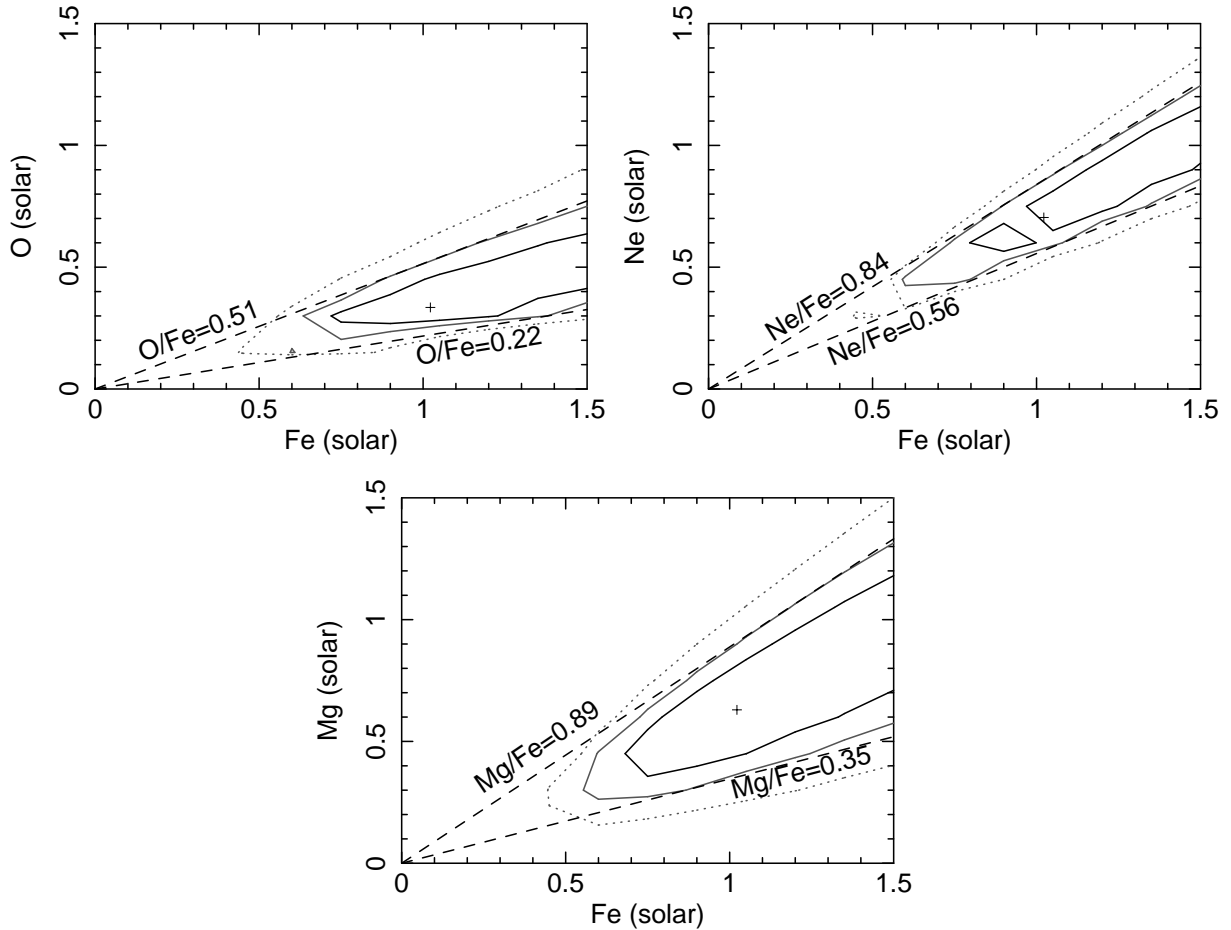 1.5
1
0.5
0
O (solar)
O/Fe=0.51
O/Fe=0.22
0 0.5 1 1.5
Fe (solar)
1.5
1
0.5
0
Ne (solar)
Ne/Fe=0.84
Ne/Fe=0.56
0 0.5 1 1.5
Fe (solar)
1.5
1
0.5
0
Mg (solar)
Mg/Fe=0.89
Mg/Fe=0.35
0 0.5 1 1.5
Fe (solar)